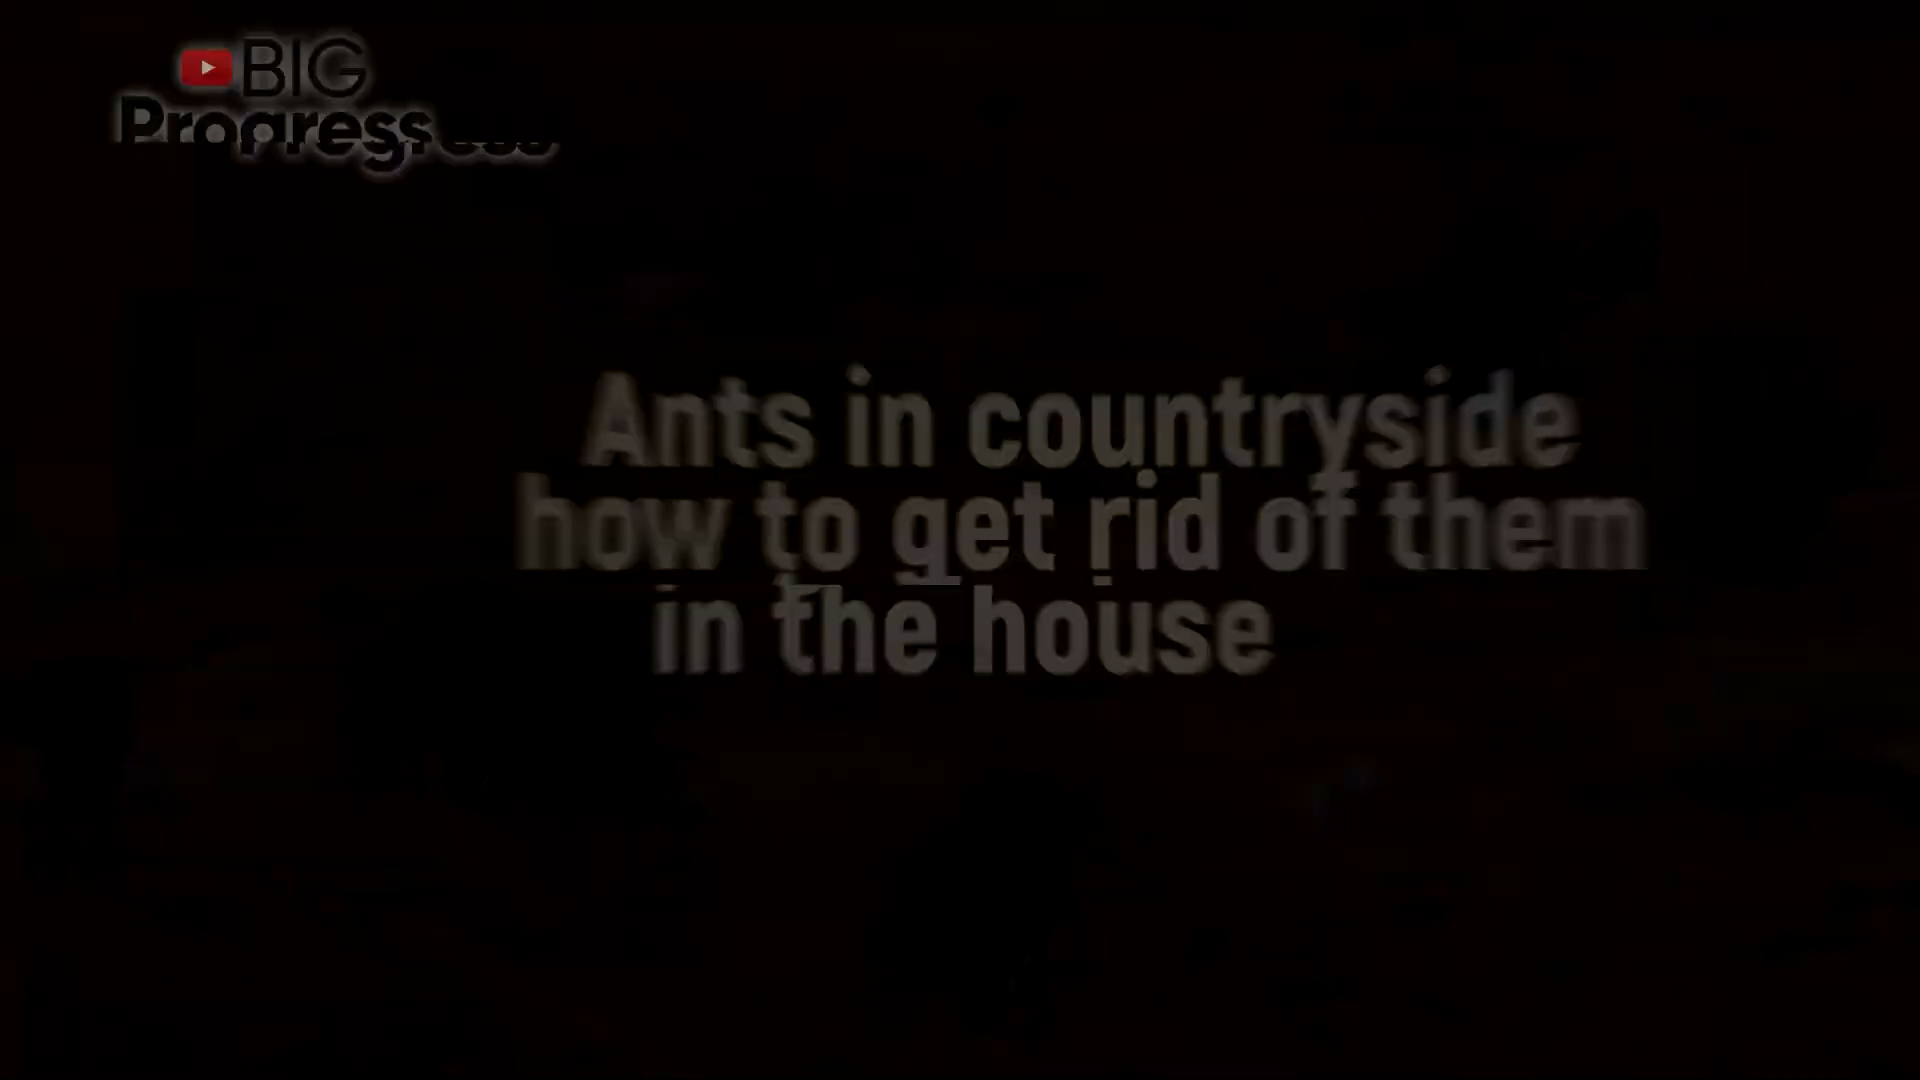 BIG
Progress
Ants in countryside
how to get rid of them
in the house